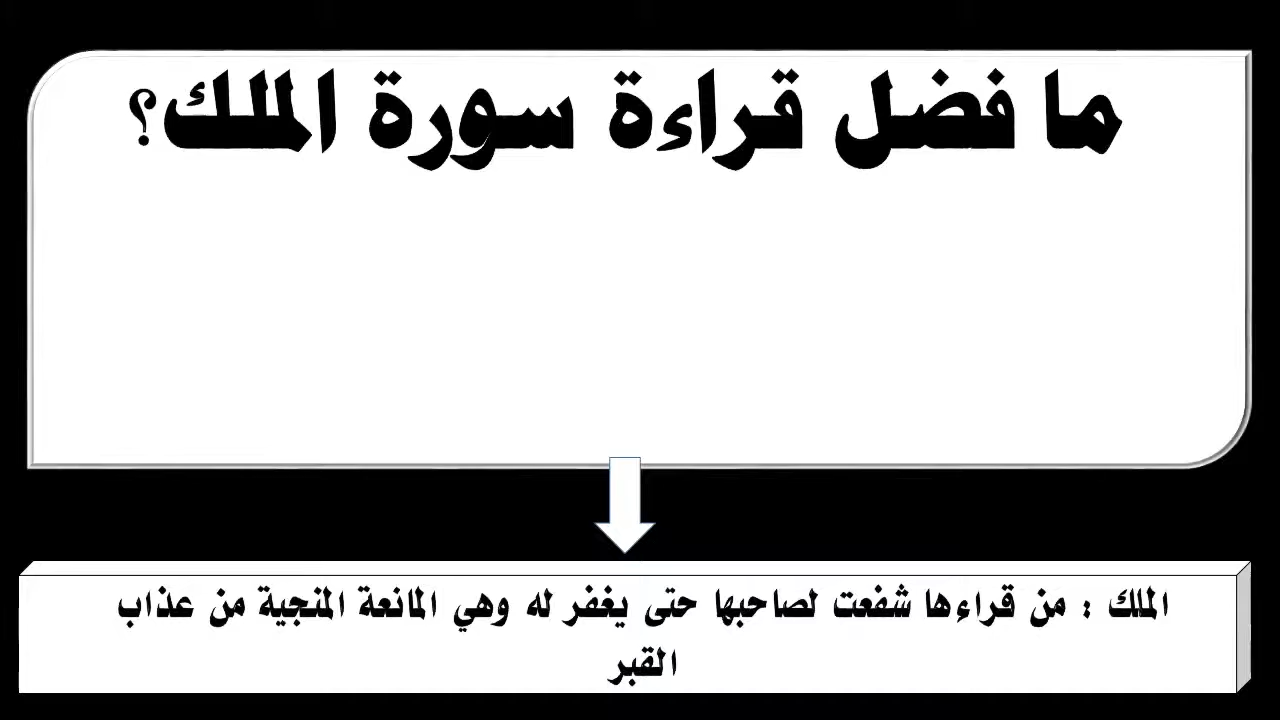 ما فضل قراءة سورة الملك؟
الملك : من قراءها شفعت لصاحبها حتى يغفر له وهي المانعة المنجية من عذاب
القبر